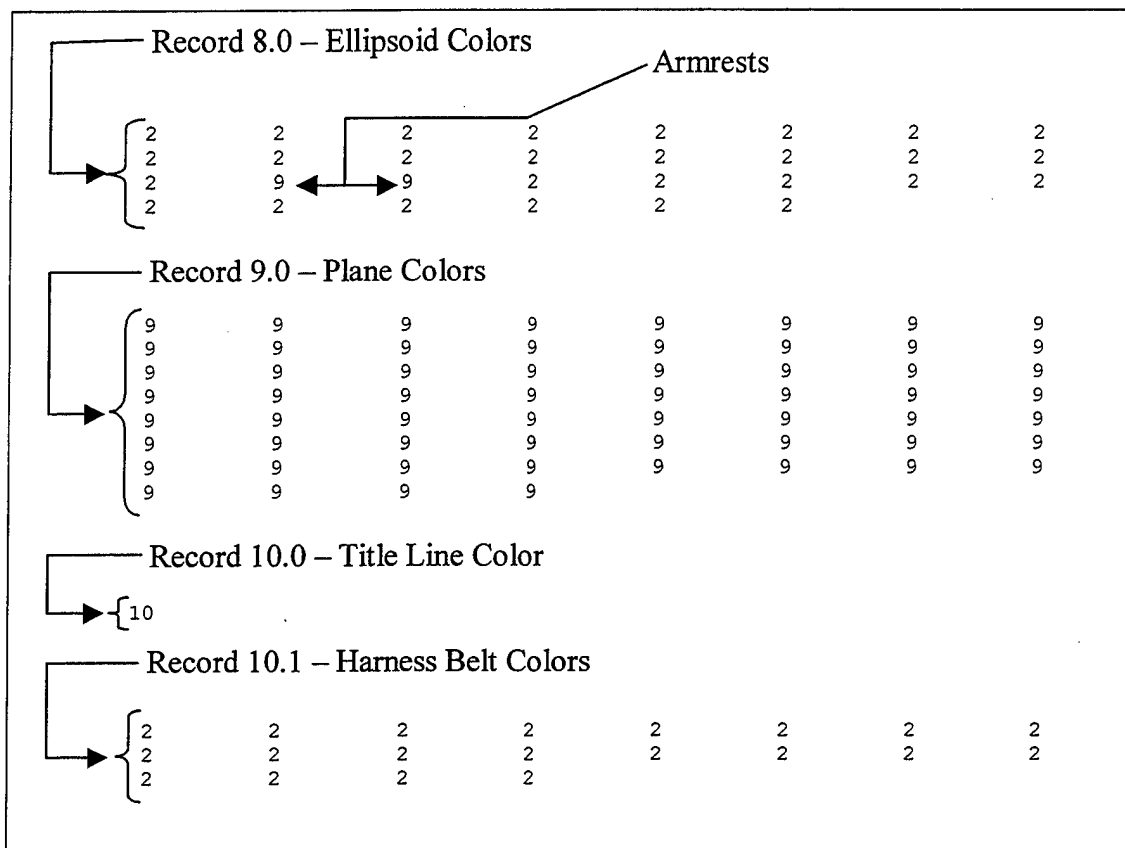 Record 8.0 – Ellipsoid Colors
Armrests
2 2 2 2 2 2 2 2
2 2 2 2 2 2 2 2
2 9 9 2 2 2 2 2
2 2 2 2 2 2
Record 9.0 – Plane Colors
9 9 9 9 9 9 9 9
9 9 9 9 9 9 9 9
9 9 9 9 9 9 9 9
9 9 9 9 9 9 9 9
9 9 9 9 9 9 9 9
9 9 9 9 9 9 9 9
9 9 9 9 9 9 9 9
9 9 9 9
Record 10.0 – Title Line Color
10
Record 10.1 – Harness Belt Colors
2 2 2 2 2 2 2 2
2 2 2 2 2 2 2 2
2 2 2 2